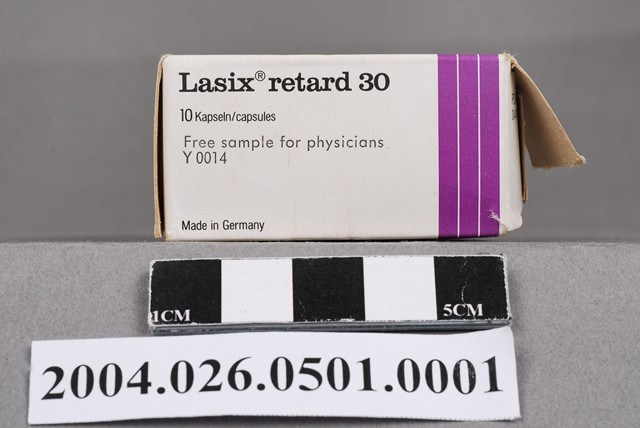 Lasix® retard 30
10 Kapseln/capsules
Free sample for physicians
Y 0014
Made in Germany
1CM
5CM
2004.026.0501.0001